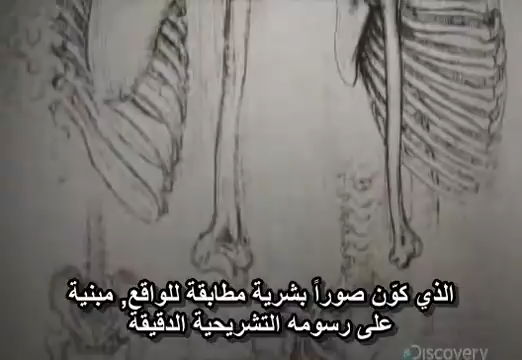 الذي كوّن صوراً بشرية مطابقة للواقع, مبنية
على رسومه التشريحية الدقيقة
Discovery